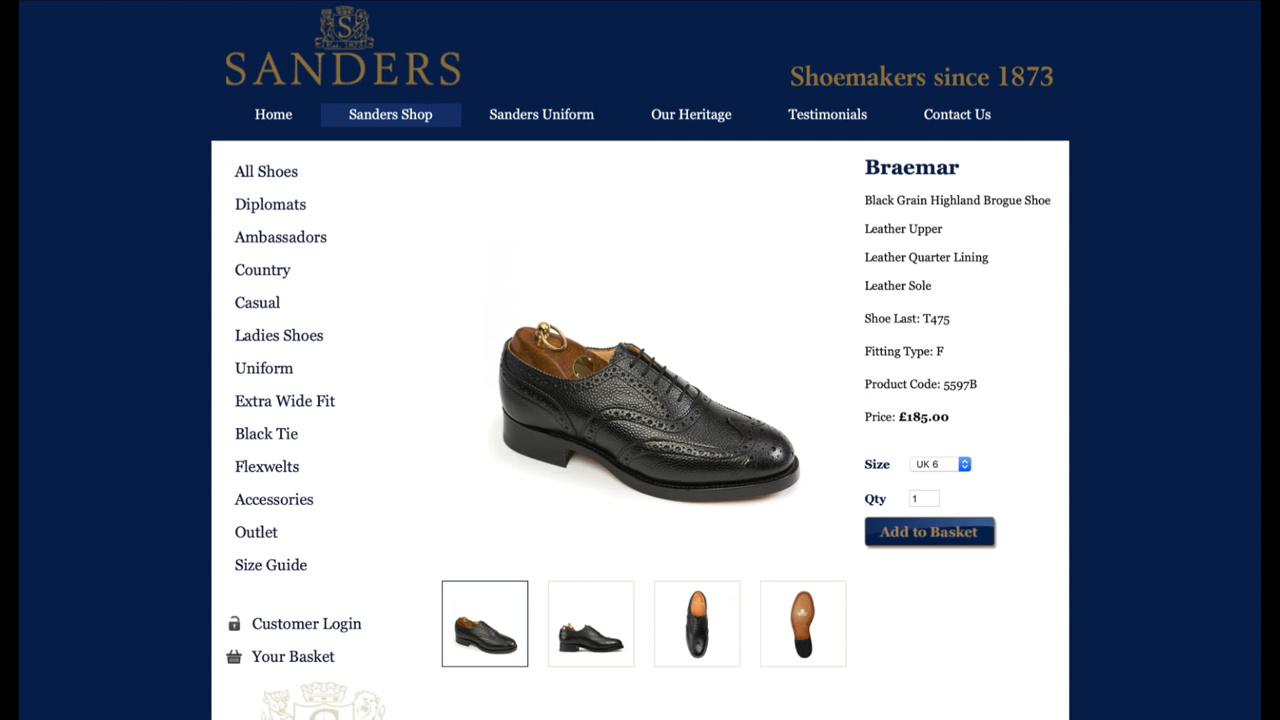 S
Est. 1873
SANDERS
Shoemakers since 1873
Home Sanders Shop Sanders Uniform Our Heritage Testimonials Contact Us
All Shoes
Diplomats
Ambassadors
Country
Casual
Ladies Shoes
Uniform
Extra Wide Fit
Black Tie
Flexwelts
Accessories
Outlet
Size Guide
Customer Login
Your Basket
Braemar
Black Grain Highland Brogue Shoe
Leather Upper
Leather Quarter Lining
Leather Sole
Shoe Last: T475
Fitting Type: F
Product Code: 5597B
Price: £185.00
Size UK 6
Qty 1
Add to Basket
S